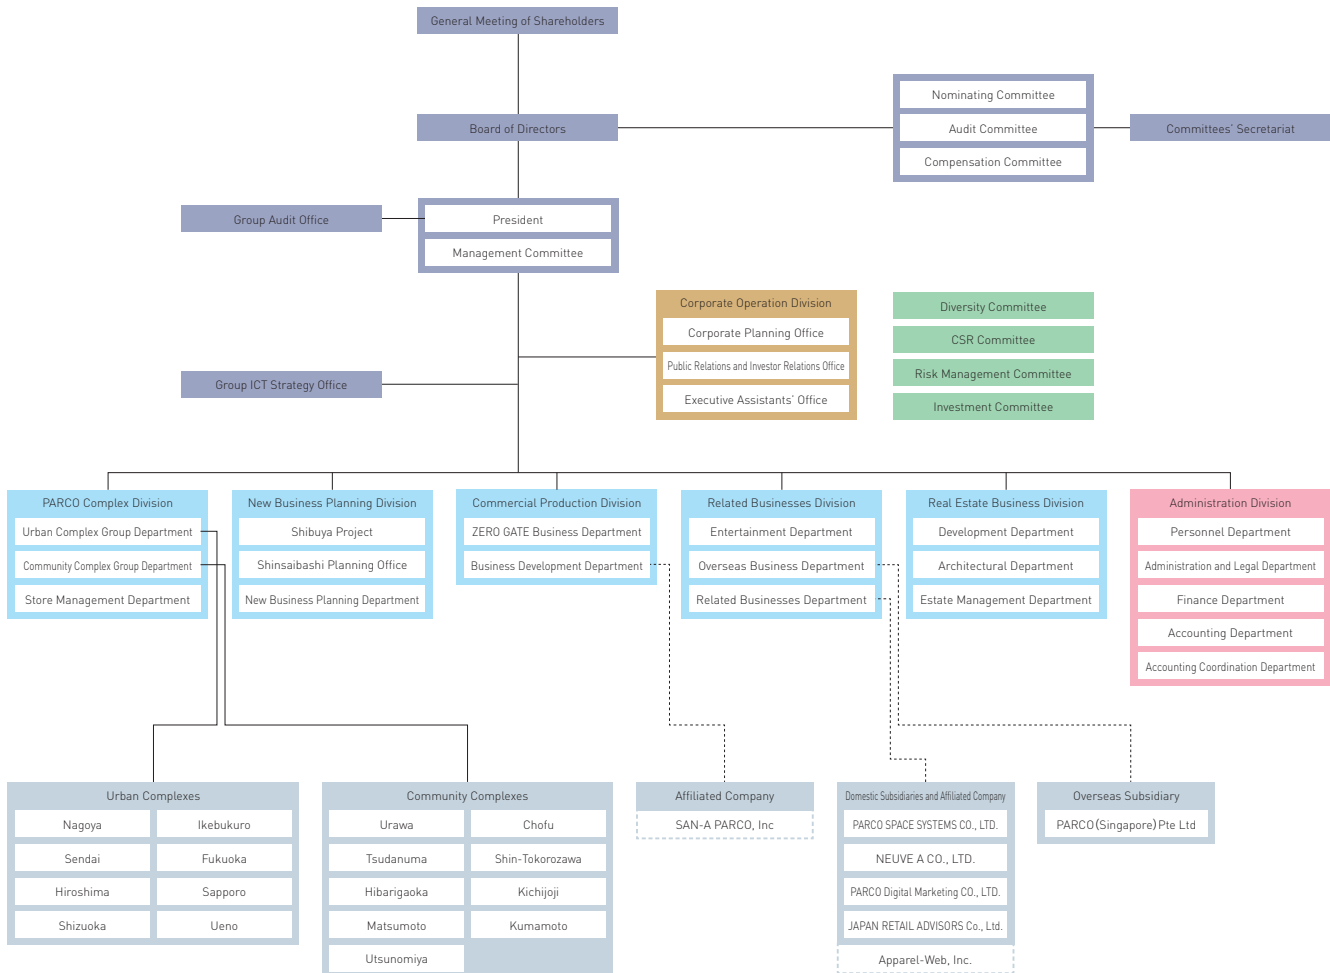 General Meeting of Shareholders
Nominating Committee
Board of Directors
Audit Committee
Committees' Secretariat
Compensation Committee
Group Audit Office
President
Management Committee
Corporate Operation Division
Corporate Planning Office
Public Relations and Investor Relations Office
Executive Assistants' Office
Diversity Committee
CSR Committee
Risk Management Committee
Investment Committee
Group ICT Strategy Office
PARCO Complex Division
Urban Complex Group Department
Community Complex Group Department
Store Management Department
New Business Planning Division
Shibuya Project
Shinsaibashi Planning Office
New Business Planning Department
Commercial Production Division
ZERO GATE Business Department
Business Development Department
Related Businesses Division
Entertainment Department
Overseas Business Department
Related Businesses Department
Real Estate Business Division
Development Department
Architectural Department
Estate Management Department
Administration Division
Personnel Department
Administration and Legal Department
Finance Department
Accounting Department
Accounting Coordination Department
Urban Complexes
Nagoya
Ikebukuro
Sendai
Fukuoka
Hiroshima
Sapporo
Shizuoka
Ueno
Community Complexes
Urawa
Chofu
Tsudanuma
Shin-Tokorozawa
Hibarigaoka
Kichijoji
Matsumoto
Kumamoto
Utsunomiya
Affiliated Company
SAN-A PARCO, Inc
Domestic Subsidiaries and Affiliated Company
PARCO SPACE SYSTEMS CO., LTD.
NEUVE A CO., LTD.
PARCO Digital Marketing CO., LTD.
JAPAN RETAIL ADVISORS Co., Ltd.
Apparel-Web, Inc.
Overseas Subsidiary
PARCO(Singapore)Pte Ltd